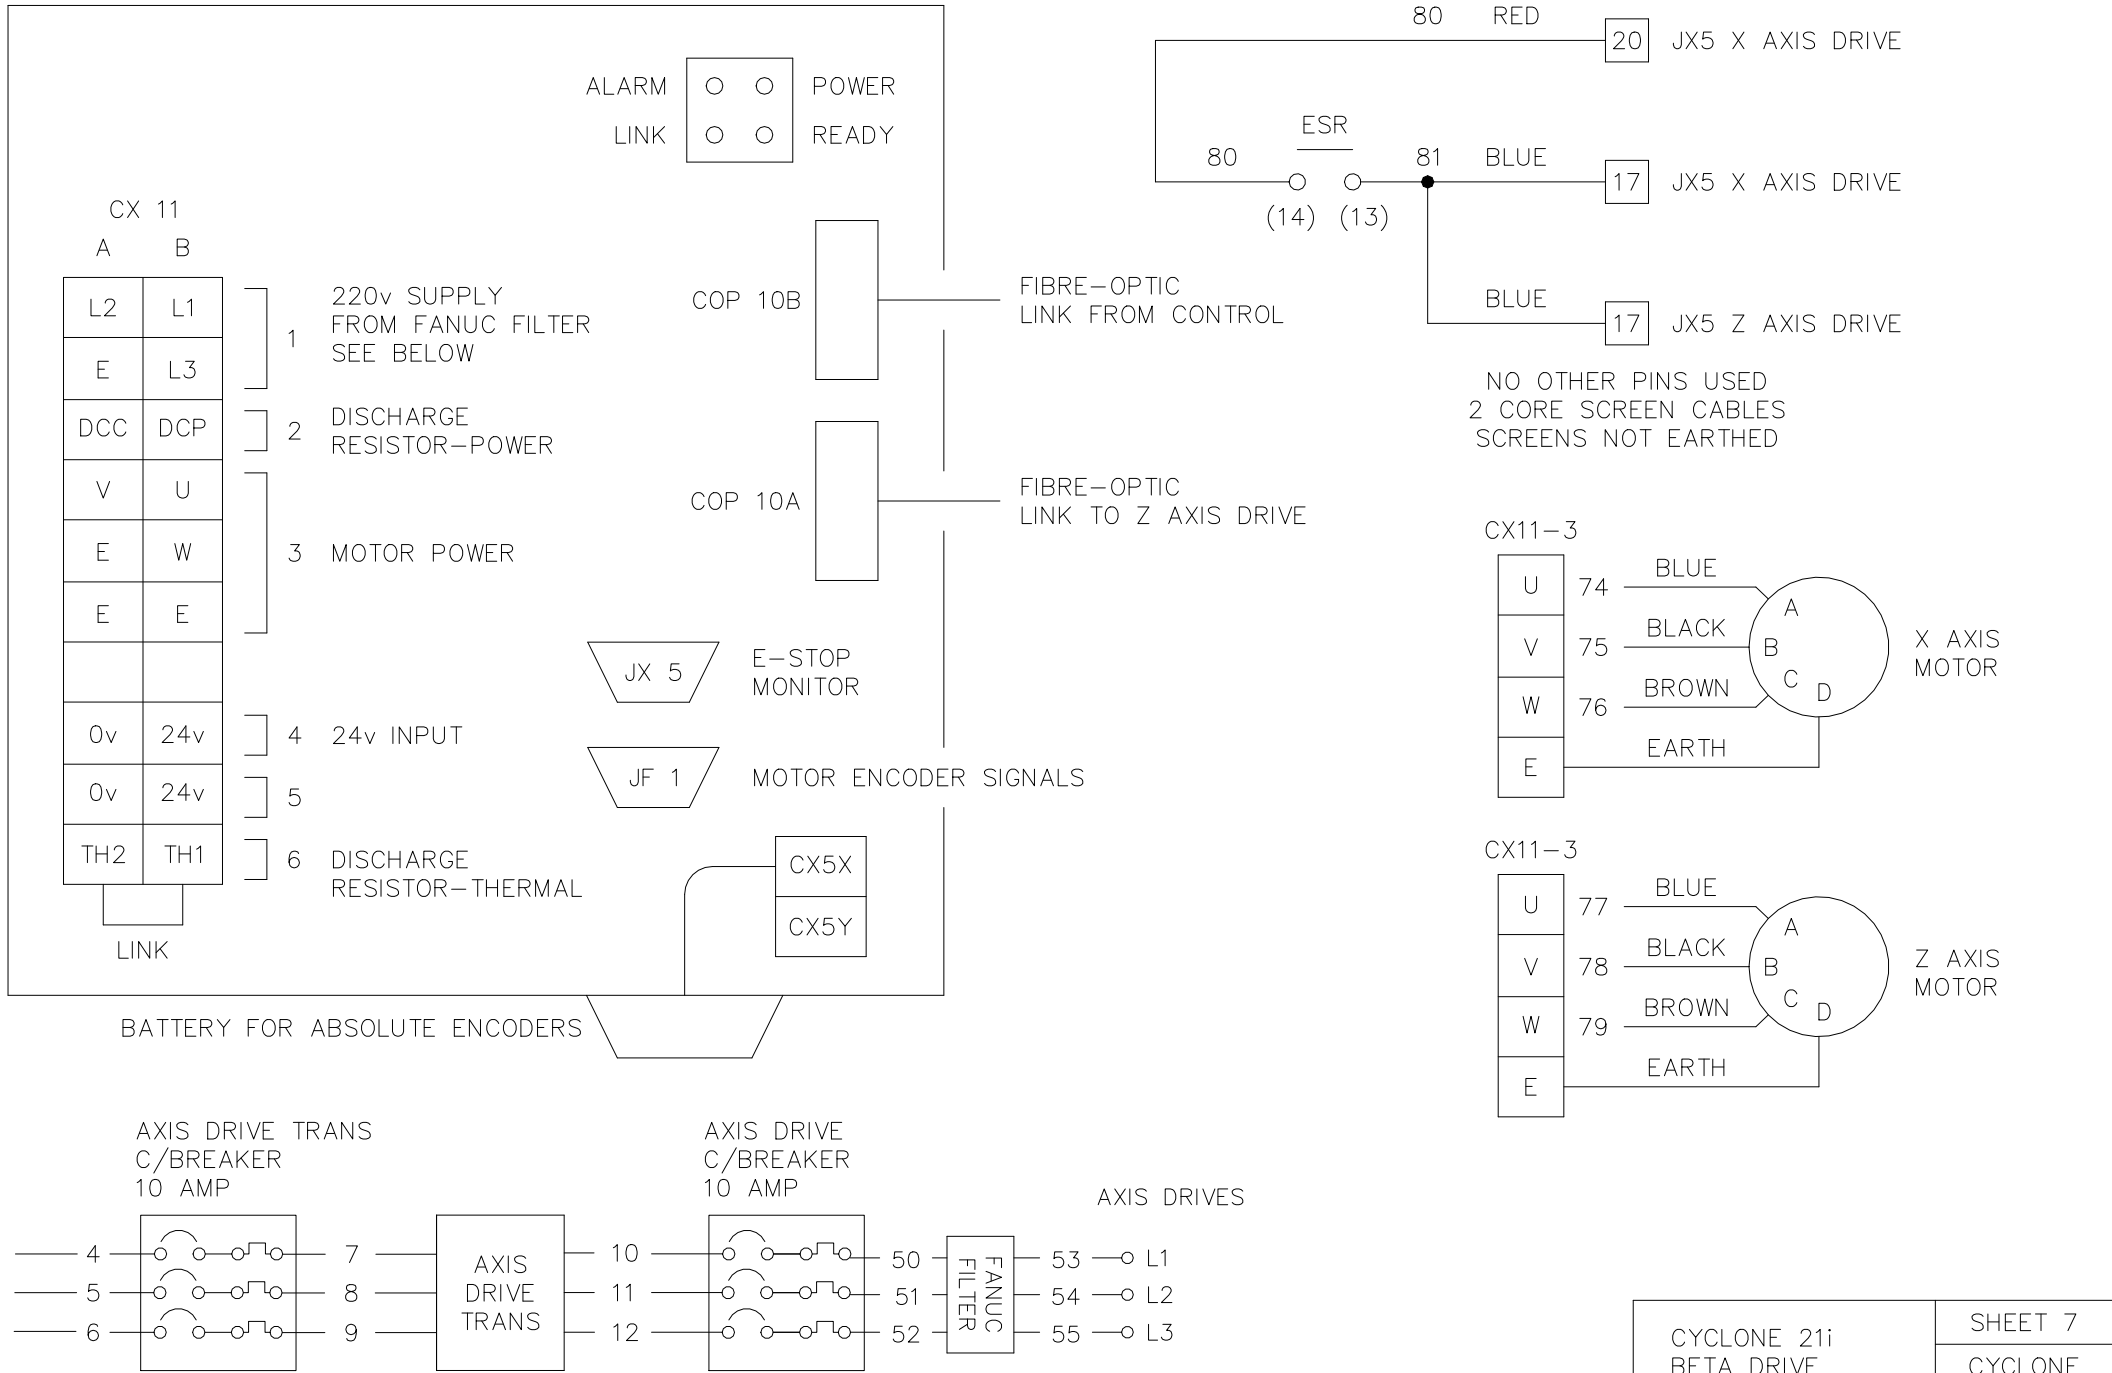 ALARM
POWER
LINK
READY
CX 11
A B
L2 L1
E L3
DCC DCP
V U
E W
E E
0v 24v
0v 24v
TH2 TH1
LINK
1
220v SUPPLY
FROM FANUC FILTER
SEE BELOW
2
DISCHARGE
RESISTOR-POWER
3 MOTOR POWER
4 24v INPUT
5
6
DISCHARGE
RESISTOR-THERMAL
COP 10B
FIBRE-OPTIC
LINK FROM CONTROL
COP 10A
FIBRE-OPTIC
LINK TO Z AXIS DRIVE
JX 5
E-STOP
MONITOR
JF 1
MOTOR ENCODER SIGNALS
CX5X
CX5Y
BATTERY FOR ABSOLUTE ENCODERS
80 RED
20 JX5 X AXIS DRIVE
ESR
80
81 BLUE
17 JX5 X AXIS DRIVE
(14) (13)
BLUE
17 JX5 Z AXIS DRIVE
NO OTHER PINS USED
2 CORE SCREEN CABLES
SCREENS NOT EARTHED
CX11-3
U 74 BLUE A
V 75 BLACK B
W 76 BROWN C
E EARTH D
X AXIS
MOTOR
CX11-3
U 77 BLUE A
V 78 BLACK B
W 79 BROWN C
E EARTH D
Z AXIS
MOTOR
AXIS DRIVE TRANS
C/BREAKER
10 AMP
AXIS DRIVE
C/BREAKER
10 AMP
AXIS DRIVES
4 7
5 8
6 9
AXIS
DRIVE
TRANS
10 50
11 51
12 52
FANUC
FILTER
53 L1
54 L2
55 L3
CYCLONE 21i
BETA DRIVE
SHEET 7
CYCLONE